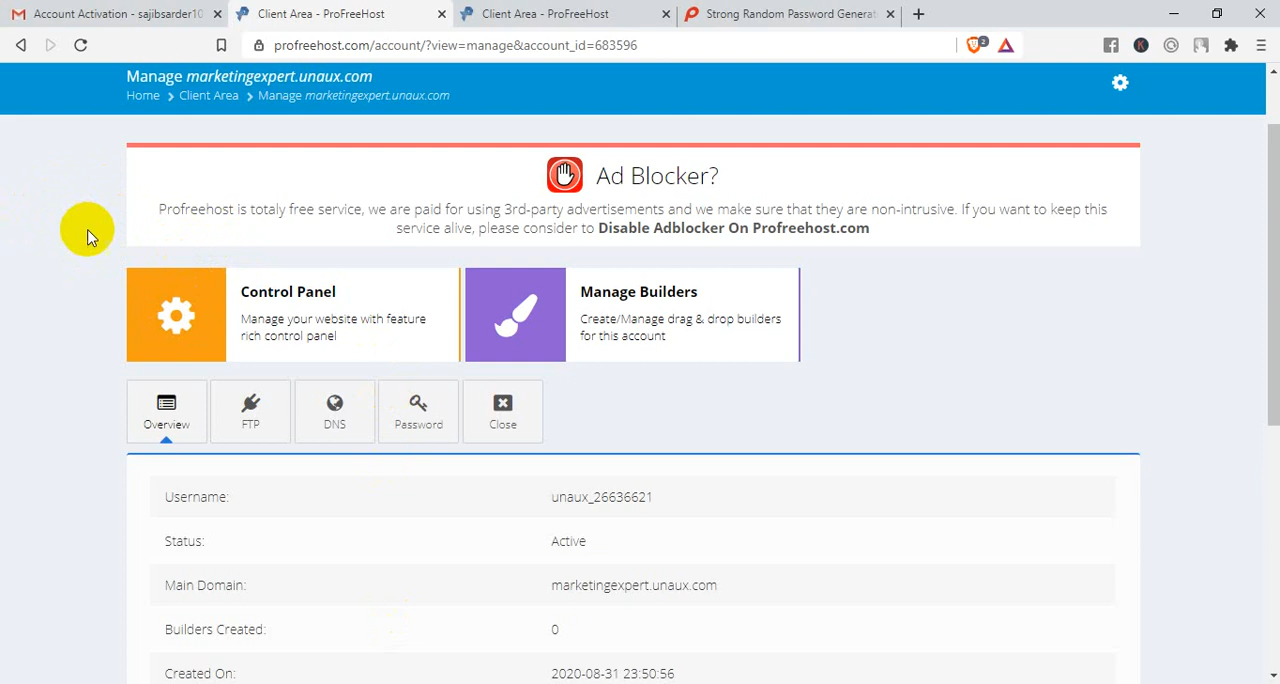 Account Activation - sajibsarder10
Client Area - ProFreeHost
Client Area - ProFreeHost
Strong Random Password Generat
profreehost.com/account/?view=manage&account_id=683596
2
Manage marketingexpert.unaux.com
Home > Client Area > Manage marketingexpert.unaux.com
Ad Blocker?
Profreehost is totaly free service, we are paid for using 3rd-party advertisements and we make sure that they are non-intrusive. If you want to keep this
service alive, please consider to Disable Adblocker On Profreehost.com
Control Panel
Manage your website with feature
rich control panel
Manage Builders
Create/Manage drag & drop builders
for this account
Overview
FTP
DNS
Password
Close
Username: unaux_26636621
Status: Active
Main Domain: marketingexpert.unaux.com
Builders Created: 0
Created On: 2020-08-31 23:50:56